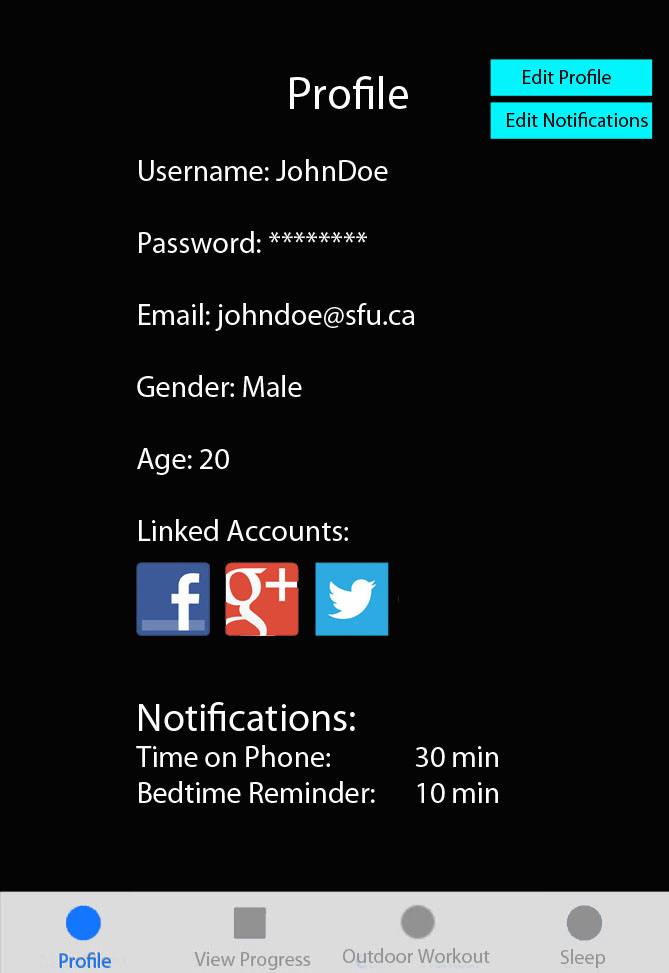 Profile
Edit Profile
Edit Notifications
Username: JohnDoe
Password: ********
Email: johndoe@sfu.ca
Gender: Male
Age: 20
Linked Accounts:
f g+
Notifications:
Time on Phone: 30 min
Bedtime Reminder: 10 min
Profile View Progress Outdoor Workout Sleep